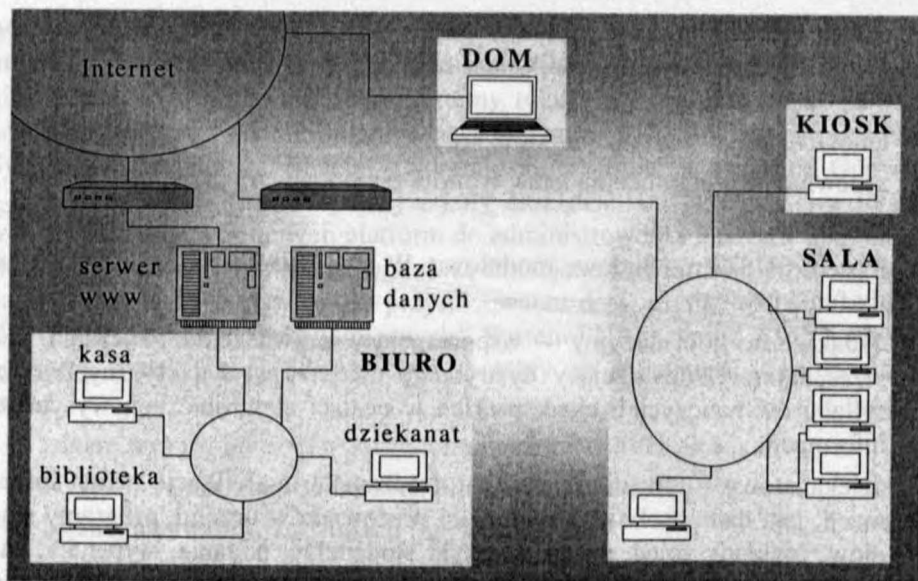 Internet
DOM
KIOSK
serwer
www
baza
danych
SALA
kasa
BIURO
dziekanat
biblioteka